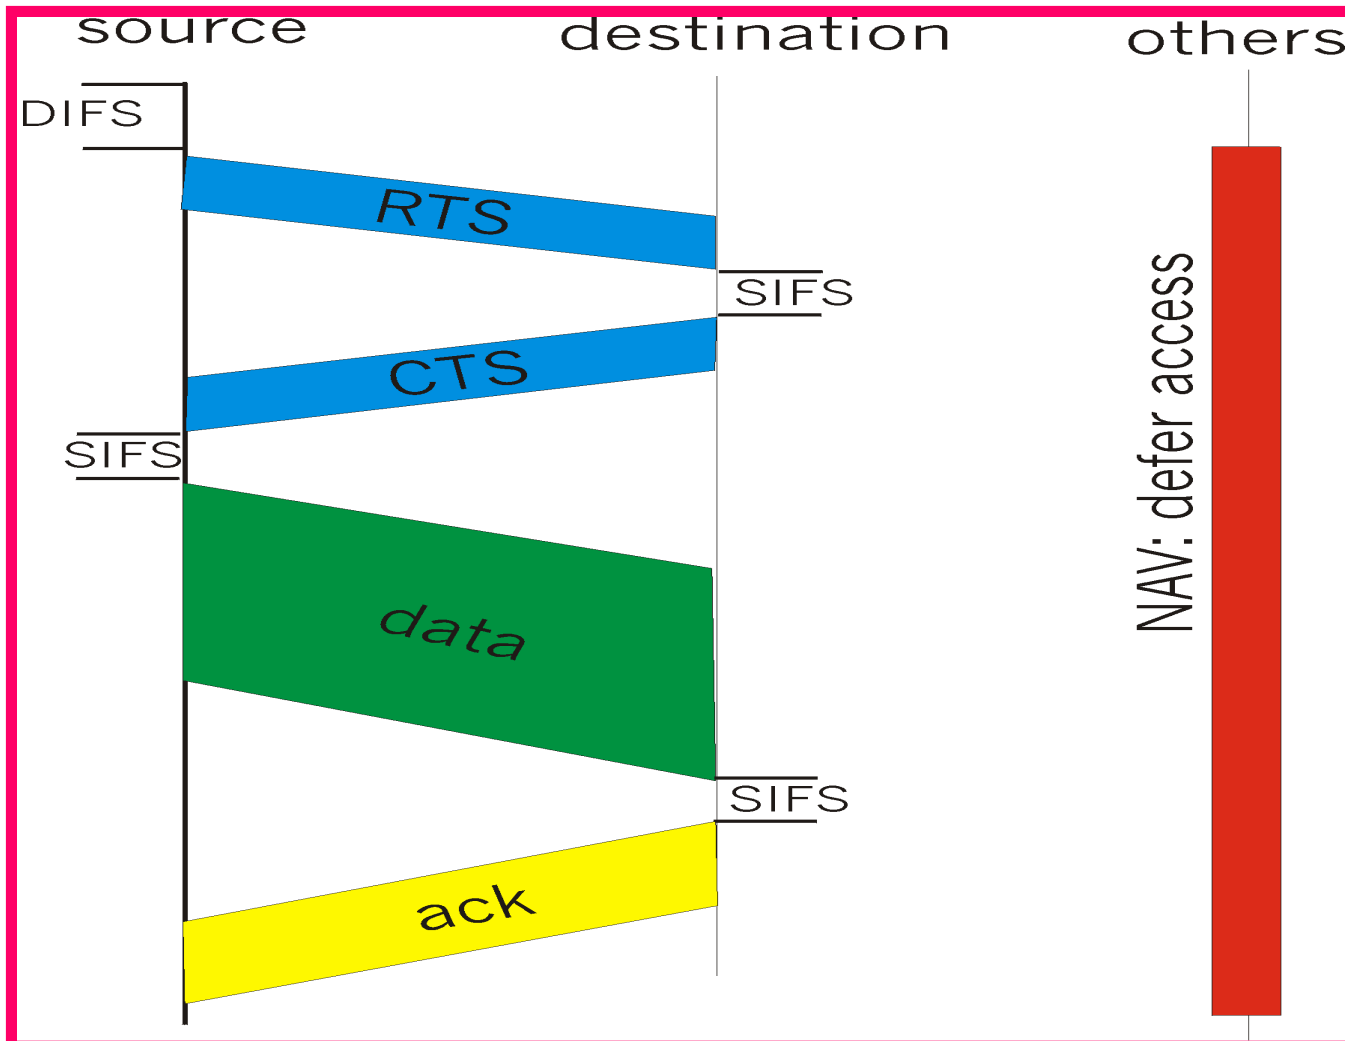 source
destination
others
DIFS
RTS
SIFS
CTS
SIFS
data
SIFS
ack
NAV: defer access